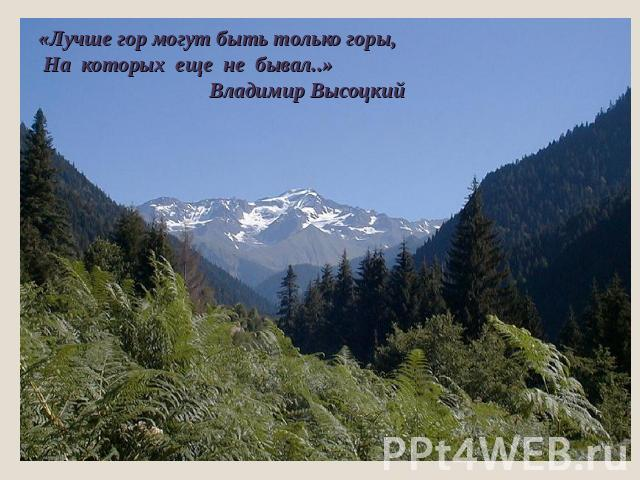 «Лучше гор могут быть только горы,
На которых еще не бывал..»
Владимир Высоцкий
PPt4WEB.ru